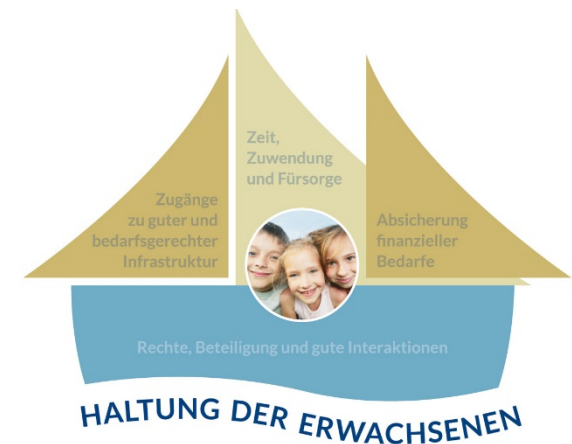 Zeit,
Zuwendung
und Fürsorge
Zugänge
zu guter und
bedarfsgerechter
Infrastruktur
Absicherung
finanzieller
Bedarfe
Rechte, Beteiligung und gute Interaktionen
HALTUNG DER ERWACHSENEN